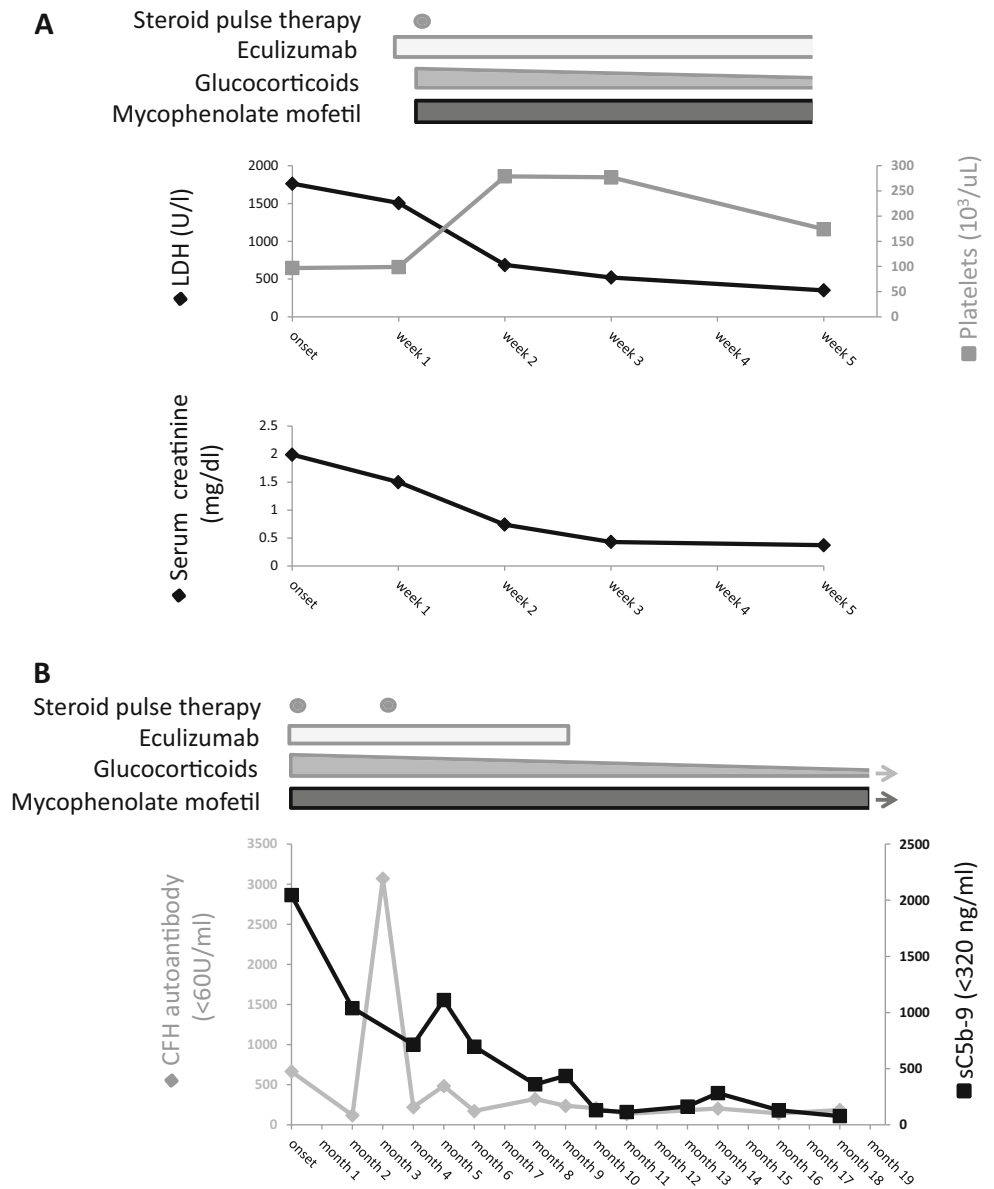 A
Steroid pulse therapy
Eculizumab
Glucocorticoids
Mycophenolate mofetil
LDH (U/l)
2000
1500
1000
500
0
300
250
200
150
100
50
0
Platelets (10³/uL)
onset
week 1
week 2
week 3
week 4
week 5
Serum creatinine
(mg/dl)
2.5
2
1.5
1
0.5
0
onset
week 1
week 2
week 3
week 4
week 5
B
Steroid pulse therapy
Eculizumab
Glucocorticoids
Mycophenolate mofetil
CFH autoantibody
(<60U/ml)
3500
3000
2500
2000
1500
1000
500
0
2500
2000
1500
1000
500
0
sC5b-9 (<320 ng/ml)
onset
month 1
month 2
month 3
month 4
month 5
month 6
month 7
month 8
month 9
month 10
month 11
month 12
month 13
month 14
month 15
month 16
month 17
month 18
month 19